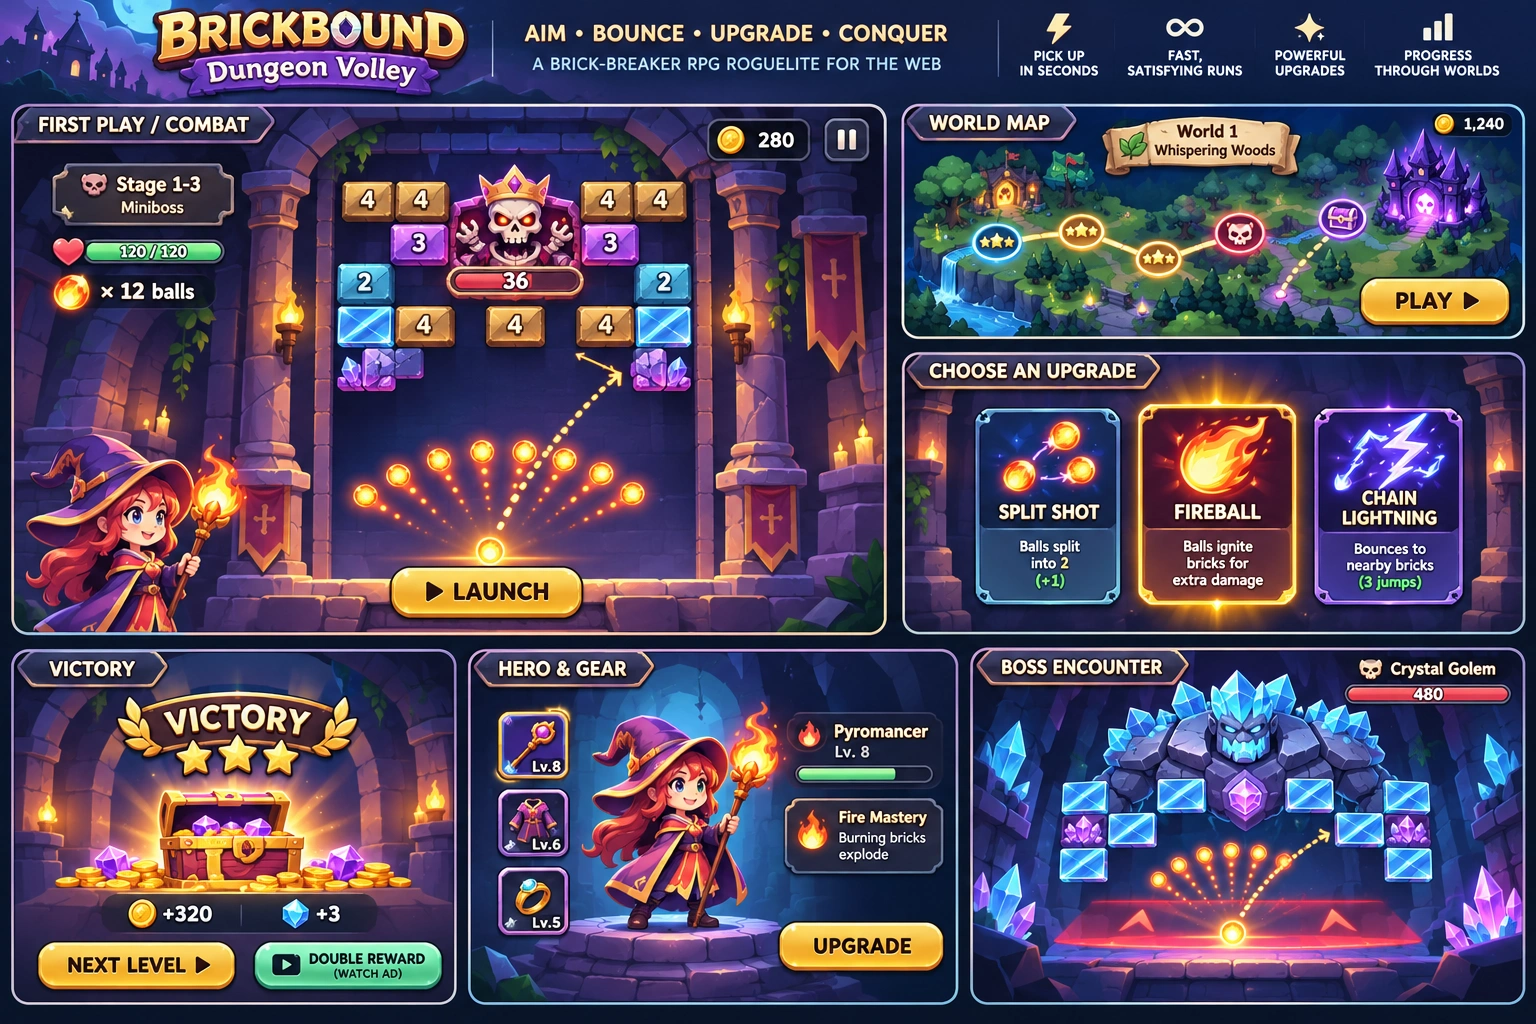 BRICKBOUND
Dungeon Volley
AIM • BOUNCE • UPGRADE • CONQUER
A BRICK-BREAKER RPG ROGUELITE FOR THE WEB
PICK UP
IN SECONDS
FAST,
SATISFYING RUNS
POWERFUL
UPGRADES
PROGRESS
THROUGH WORLDS
FIRST PLAY / COMBAT
280
Stage 1-3
Miniboss
120 / 120
× 12 balls
4 4 4 4
3 3
2 36 2
4 4 4
LAUNCH
WORLD MAP
World 1
Whispering Woods
1,240
PLAY
CHOOSE AN UPGRADE
SPLIT SHOT
Balls split
into 2
(+1)
FIREBALL
Balls ignite
bricks for
extra damage
CHAIN
LIGHTNING
Bounces to
nearby bricks
(3 jumps)
VICTORY
VICTORY
+320 +3
NEXT LEVEL
DOUBLE REWARD
(WATCH AD)
HERO & GEAR
Lv.8
Lv.6
Lv.5
Pyromancer
Lv. 8
Fire Mastery
Burning bricks
explode
UPGRADE
BOSS ENCOUNTER
Crystal Golem
480